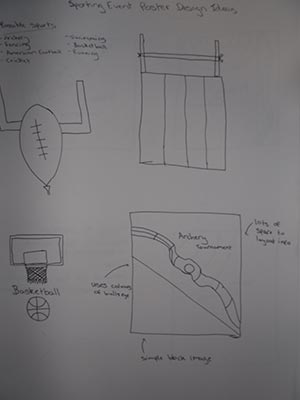 Sporting Event Poster Design Ideas
Possible Sports
- Archery
- Fencing
- American Football
- Cricket
- Swimming
- Basketball
- Running
Archery
Tournament
lots of
space to
layout info
uses colours
of bullseye
simple block image
Basketball